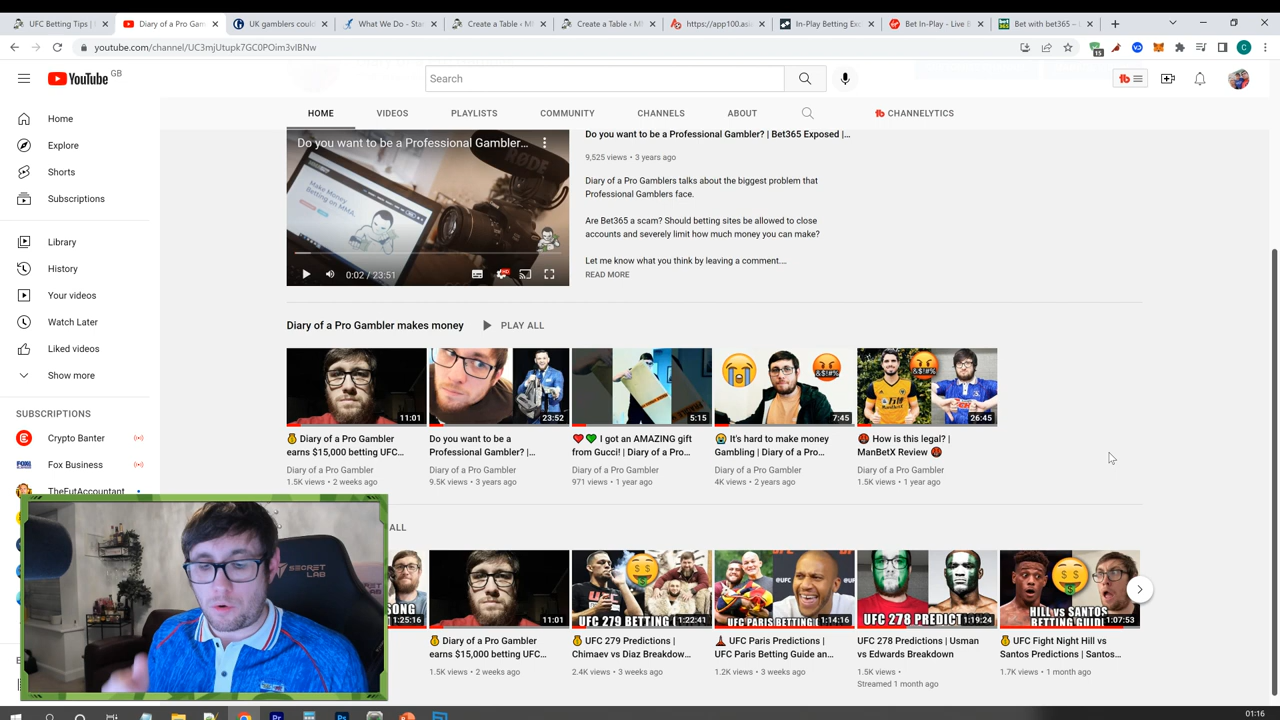 UFC Betting Tips |
Diary of a Pro Gam
UK gamblers coul
What We Do - Sta
Create a Table ‹ M
Create a Table ‹ M
https://app100.as
In-Play Betting Ex
Bet In-Play - Live B
Bet with bet365 –
youtube.com/channel/UC3mjUtupk7GC0POim3vIBNw
15
C
YouTube GB
Search
HOME
VIDEOS
PLAYLISTS
COMMUNITY
CHANNELS
ABOUT
CHANNELYTICS
Home
Explore
Shorts
Subscriptions
Library
History
Your videos
Watch Later
Liked videos
Show more
SUBSCRIPTIONS
Crypto Banter
Fox Business
TheFutAccountant
Do you want to be a Professional Gambler...
Make Money
Betting on MMA.
RØDE
0:02 / 23:51
HD
Do you want to be a Professional Gambler? | Bet365 Exposed |...
9,525 views • 3 years ago
Diary of a Pro Gamblers talks about the biggest problem that
Professional Gamblers face.
Are Bet365 a scam? Should betting sites be allowed to close
accounts and severely limit how much money you can make?
Let me know what you think by leaving a comment....
READ MORE
Diary of a Pro Gambler makes money
PLAY ALL
11:01
23:52
5:15
&$!#%
7:45
ManBetX
&$!#%
26:45
🥇 Diary of a Pro Gambler
earns $15,000 betting UFC...
Diary of a Pro Gambler
1.5K views • 2 weeks ago
Do you want to be a
Professional Gambler? |...
Diary of a Pro Gambler
9.5K views • 3 years ago
❤️💚 I got an AMAZING gift
from Gucci! | Diary of a Pro...
Diary of a Pro Gambler
971 views • 1 year ago
😭 It's hard to make money
Gambling | Diary of a Pro...
Diary of a Pro Gambler
4K views • 2 years ago
🤬 How is this legal? |
ManBetX Review 🤬
Diary of a Pro Gambler
1.5K views • 1 year ago
ALL
SONG
1:25:16
11:01
UFC 279 BETTING
1:22:41
UFC
UFC PARIS BETTING
1:14:16
UFC 278 PREDICT
1:19:24
HILL vs SANTOS
BETTING GUIDE
1:07:53
🥇 Diary of a Pro Gambler
earns $15,000 betting UFC...
1.5K views • 2 weeks ago
🥇 UFC 279 Predictions |
Chimaev vs Diaz Breakdow...
2.4K views • 3 weeks ago
🗼 UFC Paris Predictions |
UFC Paris Betting Guide an...
1.2K views • 3 weeks ago
UFC 278 Predictions | Usman
vs Edwards Breakdown
1.5K views •
Streamed 1 month ago
🥇 UFC Fight Night Hill vs
Santos Predictions | Santos...
1.7K views • 1 month ago
SECRET
LAB
01:16